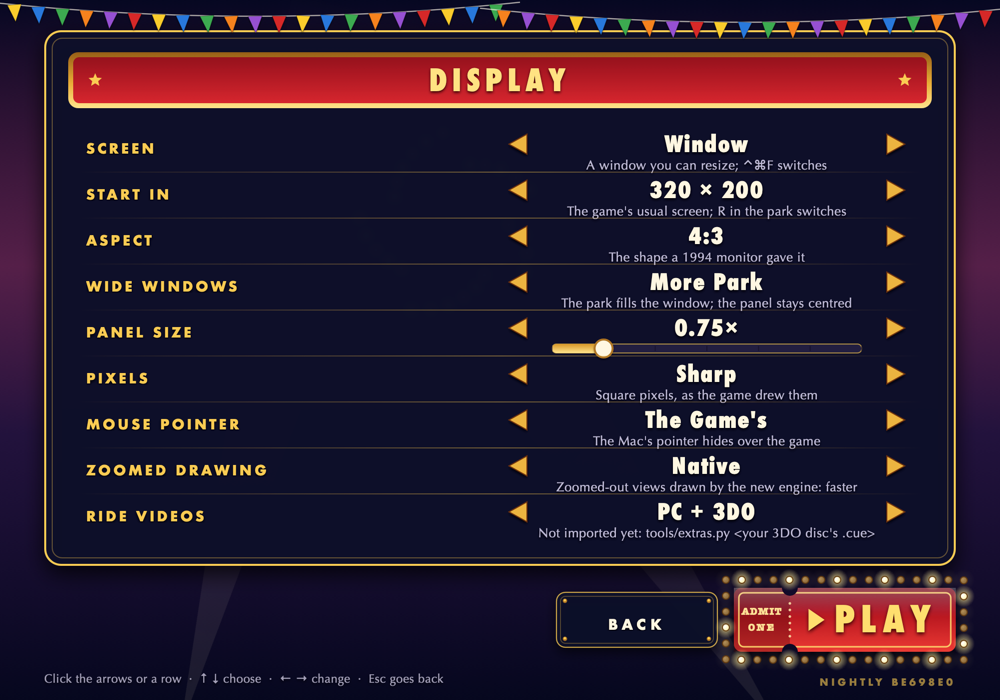 DISPLAY
SCREEN
Window
A window you can resize; ^⌘F switches
START IN
320 × 200
The game's usual screen; R in the park switches
ASPECT
4:3
The shape a 1994 monitor gave it
WIDE WINDOWS
More Park
The park fills the window; the panel stays centred
PANEL SIZE
0.75×
PIXELS
Sharp
Square pixels, as the game drew them
MOUSE POINTER
The Game's
The Mac's pointer hides over the game
ZOOMED DRAWING
Native
Zoomed-out views drawn by the new engine: faster
RIDE VIDEOS
PC + 3DO
Not imported yet: tools/extras.py <your 3DO disc's .cue>
BACK
ADMIT
ONE
PLAY
Click the arrows or a row · ↑ ↓ choose · ← → change · Esc goes back
NIGHTLY BE698E0